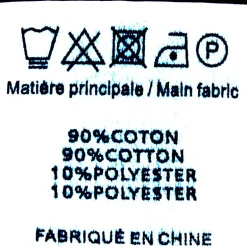 P
Matière principale / Main fabric
90%COTON
90%COTTON
10%POLYESTER
10%POLYESTER
FABRIQUÉ EN CHINE